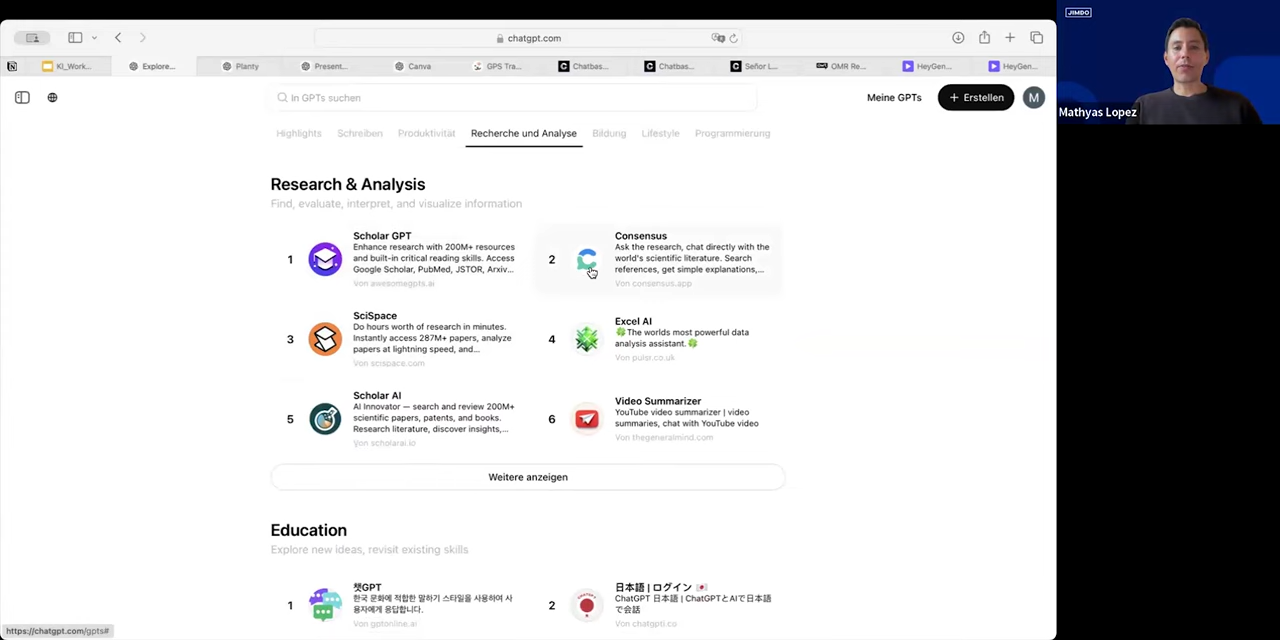 JIMDO
chatgpt.com
KI_Work...
Explore...
Planty
Present...
Canva
GPS Tra...
Chatbas...
Chatbas...
Señor L...
OMR Re...
HeyGen...
HeyGen...
In GPTs suchen
Meine GPTs
+ Erstellen
M
Mathyas Lopez
Highlights
Schreiben
Produktivität
Recherche und Analyse
Bildung
Lifestyle
Programmierung
Research & Analysis
Find, evaluate, interpret, and visualize information
1
Scholar GPT
Enhance research with 200M+ resources
and built-in critical reading skills. Access
Google Scholar, PubMed, JSTOR, Arxiv...
Von awesomegpts.ai
2
Consensus
Ask the research, chat directly with the
world's scientific literature. Search
references, get simple explanations,...
Von consensus.app
3
SciSpace
Do hours worth of research in minutes.
Instantly access 287M+ papers, analyze
papers at lightning speed, and...
Von scispace.com
4
Excel AI
🍀The worlds most powerful data
analysis assistant.🍀
Von pulsr.co.uk
5
Scholar AI
AI Innovator — search and review 200M+
scientific papers, patents, and books.
Research literature, discover insights,...
Von scholarai.io
6
Video Summarizer
YouTube video summarizer | video
summaries, chat with YouTube video
Von thegeneralmind.com
Weitere anzeigen
Education
Explore new ideas, revisit existing skills
1
챗GPT
한국 문화에 적합한 말하기 스타일을 사용하여 사
용자에게 응답합니다.
Von gptonline.ai
2
日本語 | ログイン 🇯🇵
ChatGPT 日本語 | ChatGPTとAIで日本語
で会話
Von chatgpti.co
https://chatgpt.com/gpts#